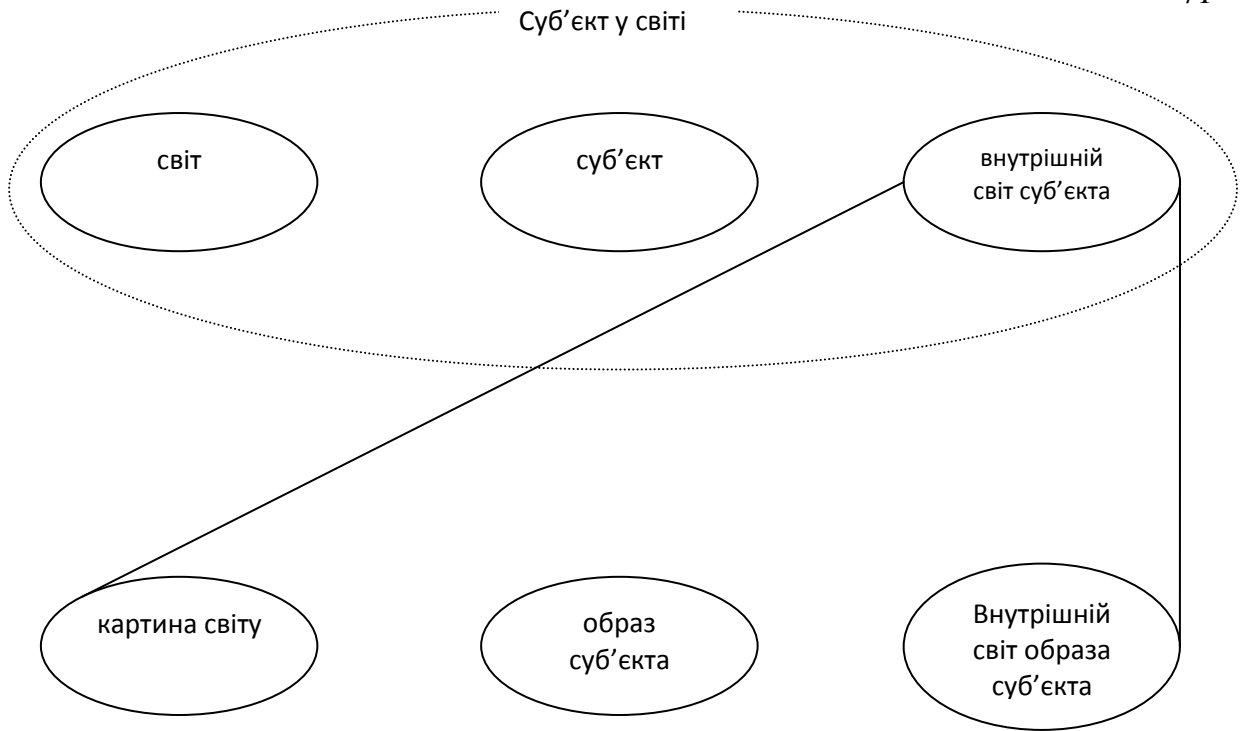 Суб’єкт у світі
світ
суб’єкт
внутрішній
світ суб’єкта
картина світу
образ
суб’єкта
Внутрішній
світ образа
суб’єкта